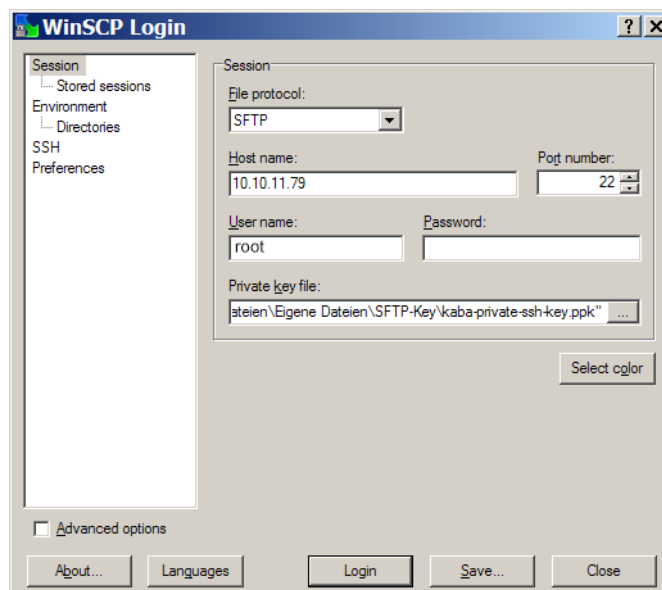 WinSCP Login
Session
Stored sessions
Environment
Directories
SSH
Preferences
Session
File protocol:
SFTP
Host name:
Port number:
10.10.11.79
22
User name:
Password:
root
Private key file:
ateien\Eigene Dateien\SFTP-Key\kaba-private-ssh-key.ppk"
...
Select color
Advanced options
About...
Languages
Login
Save...
Close